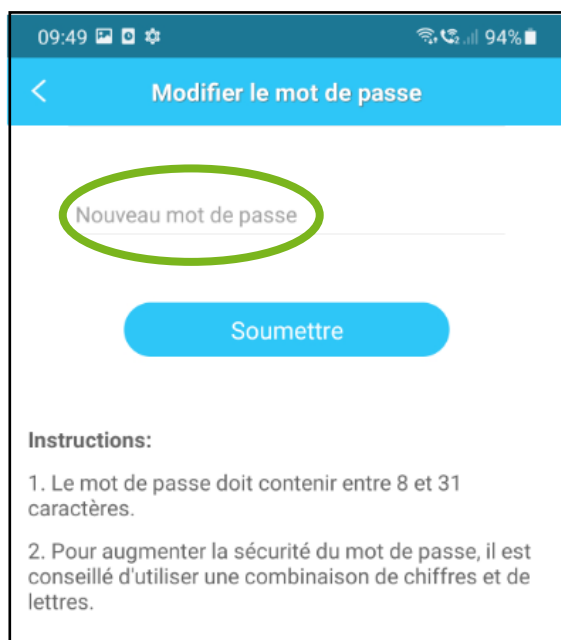 09:49 94%
Modifier le mot de passe
Nouveau mot de passe
Soumettre
Instructions:
1. Le mot de passe doit contenir entre 8 et 31
caractères.
2. Pour augmenter la sécurité du mot de passe, il est
conseillé d'utiliser une combinaison de chiffres et de
lettres.